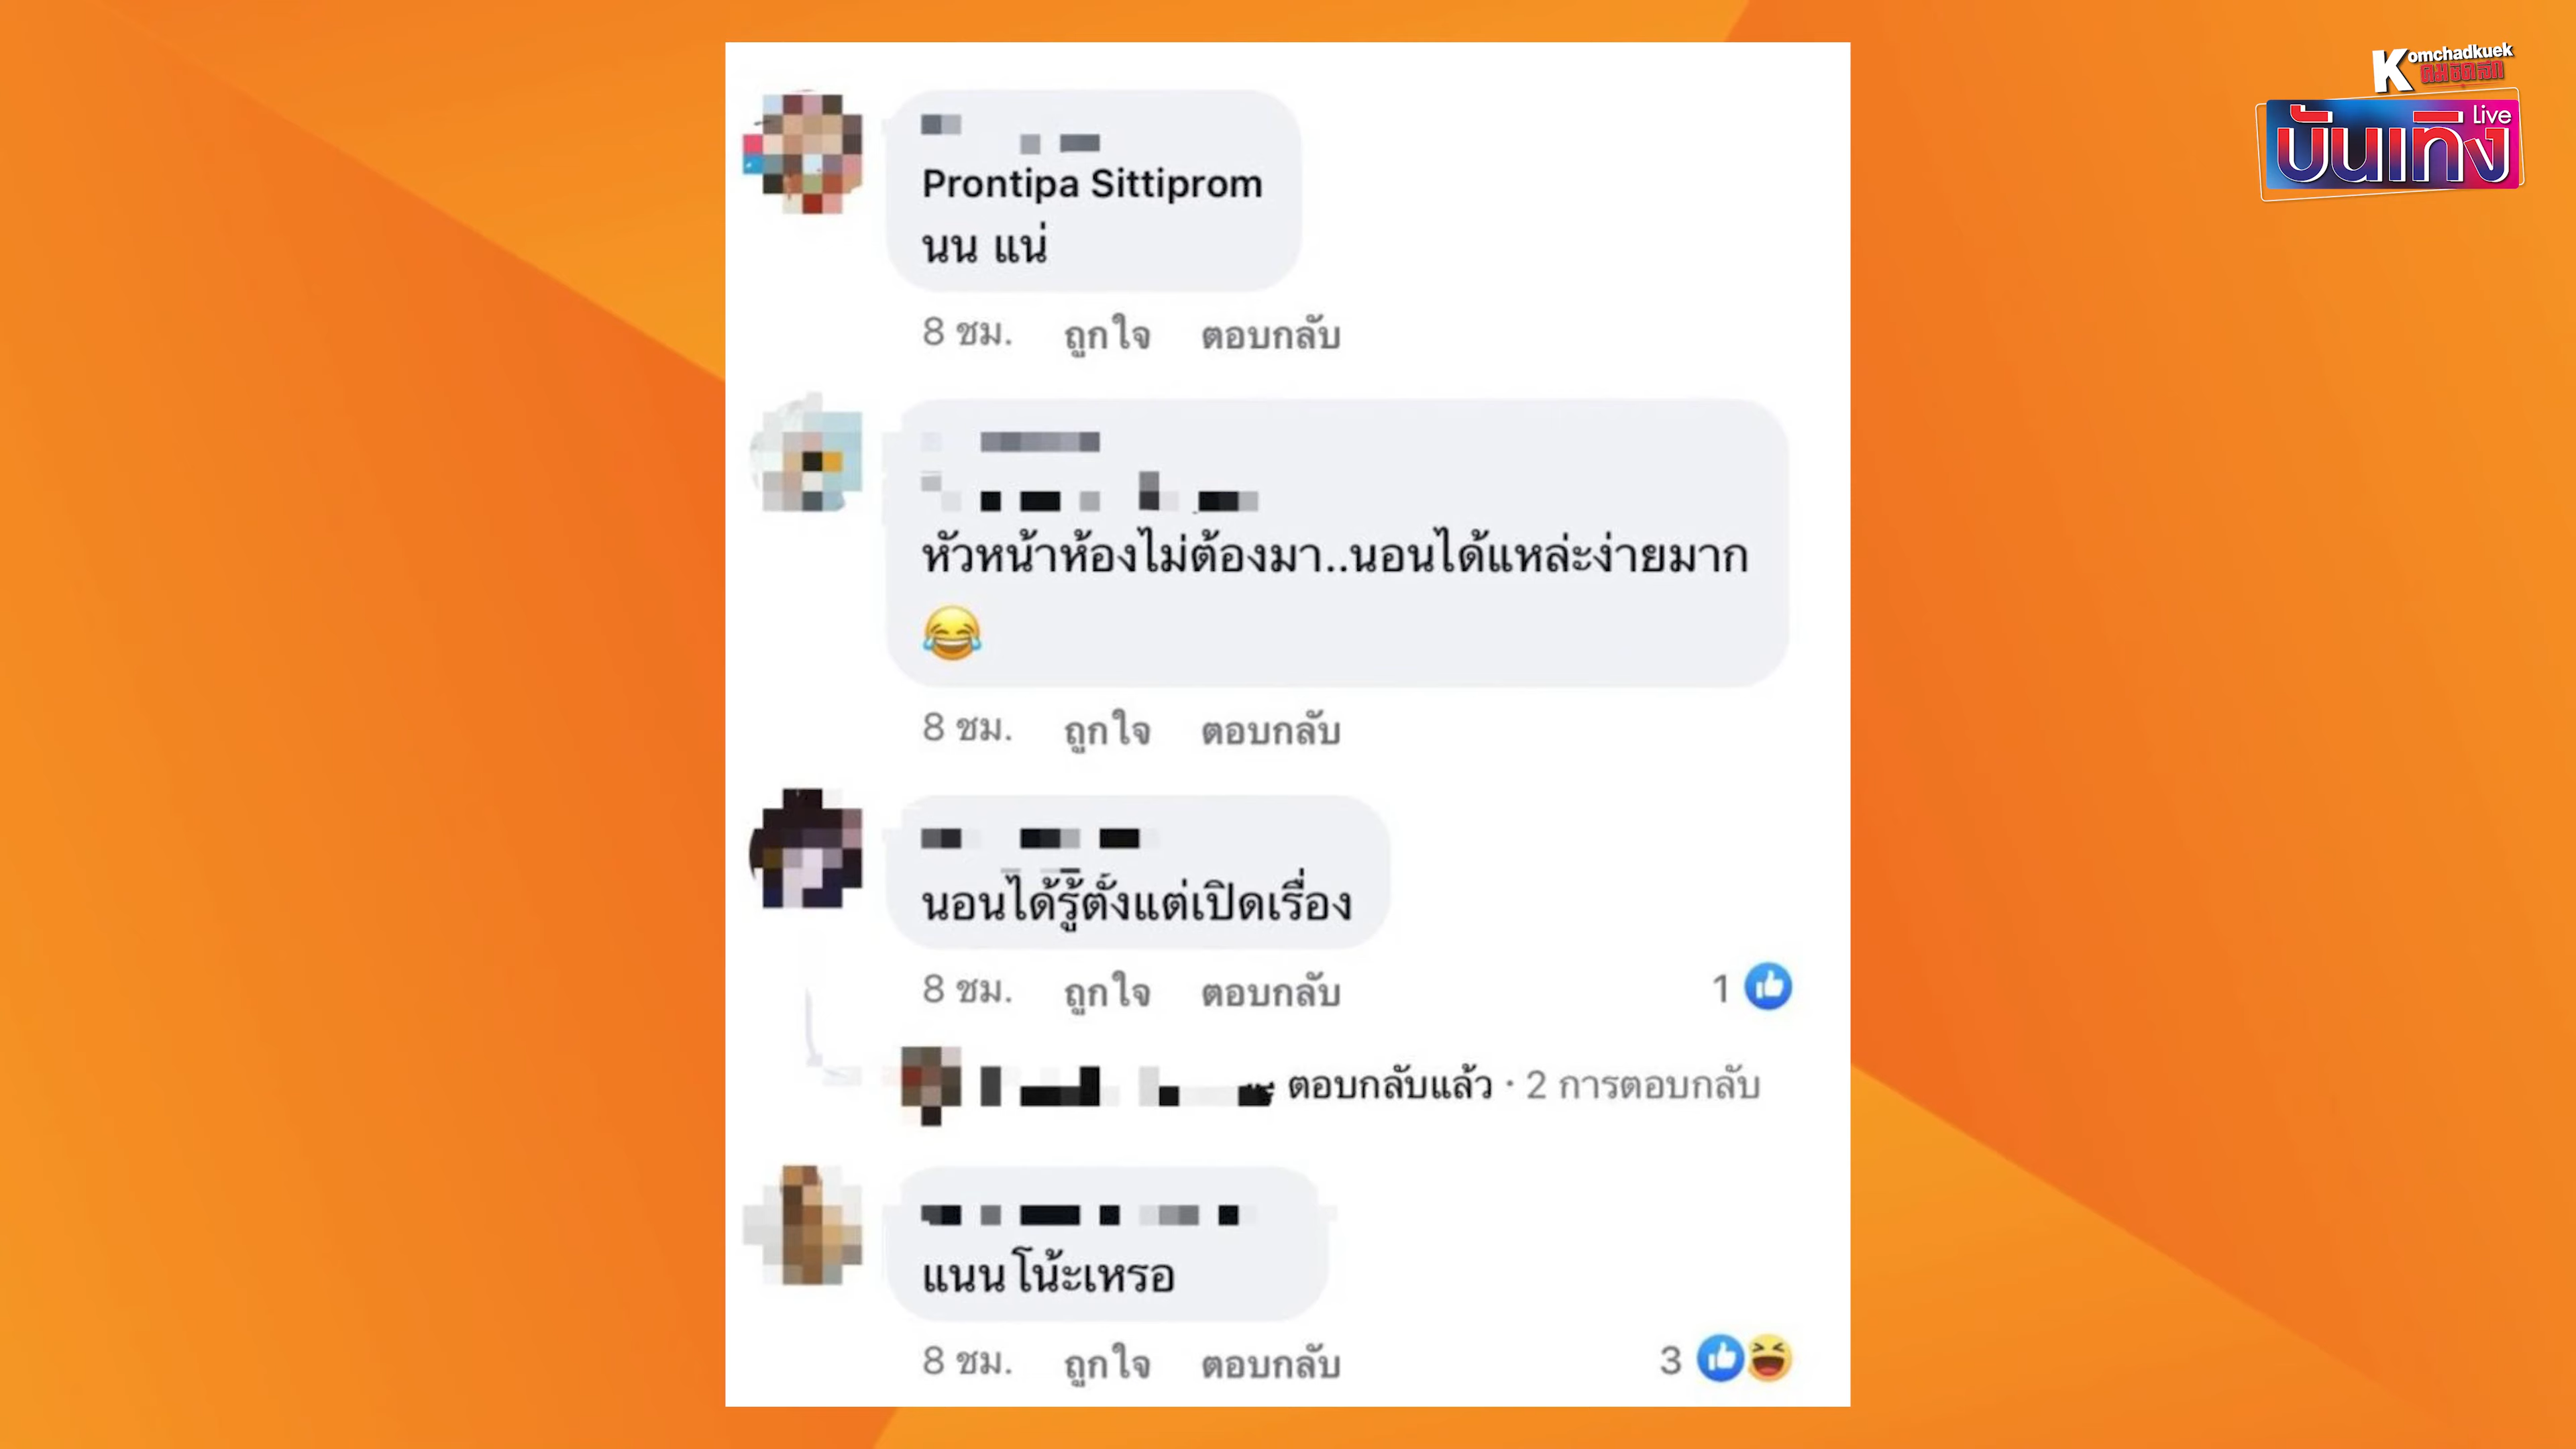 Komchadkuek
คมชัดลึก
บันเทิง Live
Prontipa Sittiprom
นน แน่
8 ชม. ถูกใจ ตอบกลับ
หัวหน้าห้องไม่ต้องมา..นอนได้แหล่ะง่ายมาก
😂
8 ชม. ถูกใจ ตอบกลับ
นอนได้รู้ตั้งแต่เปิดเรื่อง
8 ชม. ถูกใจ ตอบกลับ 1
ตอบกลับแล้ว · 2 การตอบกลับ
แนนโน้ะเหรอ
8 ชม. ถูกใจ ตอบกลับ 3